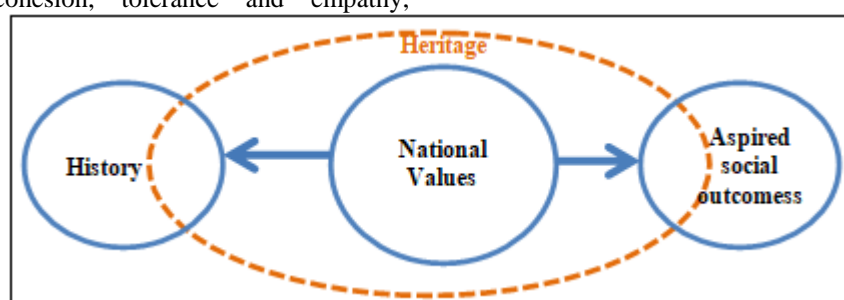 cohesion, tolerance and empathy,
Heritage
History
National
Values
Aspired
social
outcomess